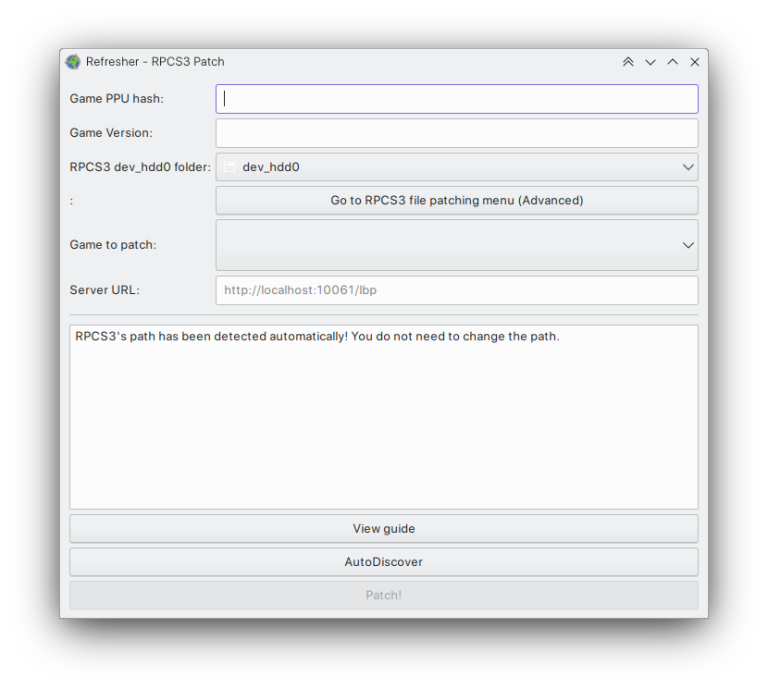 Refresher - RPCS3 Patch
Game PPU hash:
Game Version:
RPCS3 dev_hdd0 folder: dev_hdd0
: Go to RPCS3 file patching menu (Advanced)
Game to patch:
Server URL: http://localhost:10061/lbp
RPCS3's path has been detected automatically! You do not need to change the path.
View guide
AutoDiscover
Patch!